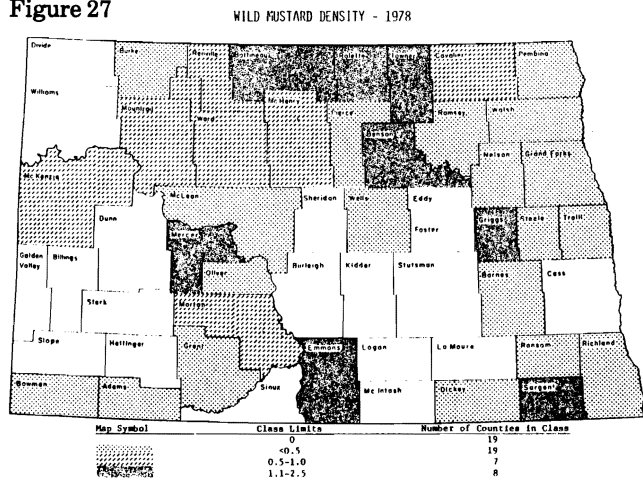 Figure 27
WILD MUSTARD DENSITY - 1978
Divide
Burke
Renville
Bottineau
Rolette
Towner
Cavalier
Pembina
Williams
Mountrail
Ward
McHenry
Pierce
Benson
Ramsey
Walsh
Nelson
Grand Forks
McKenzie
McLean
Sheridan
Wells
Eddy
Foster
Griggs
Steele
Traill
Dunn
Mercer
Oliver
Golden
Valley
Billings
Burleigh
Kidder
Stutsman
Barnes
Cass
Stark
Morton
Slope
Hettinger
Grant
Emmons
Logan
La Moure
Ransom
Richland
Bowman
Adams
Sioux
McIntosh
Dickey
Sargent
Map Symbol Class Limits Number of Counties in Class
0 19
<0.5 19
0.5-1.0 7
1.1-2.5 8